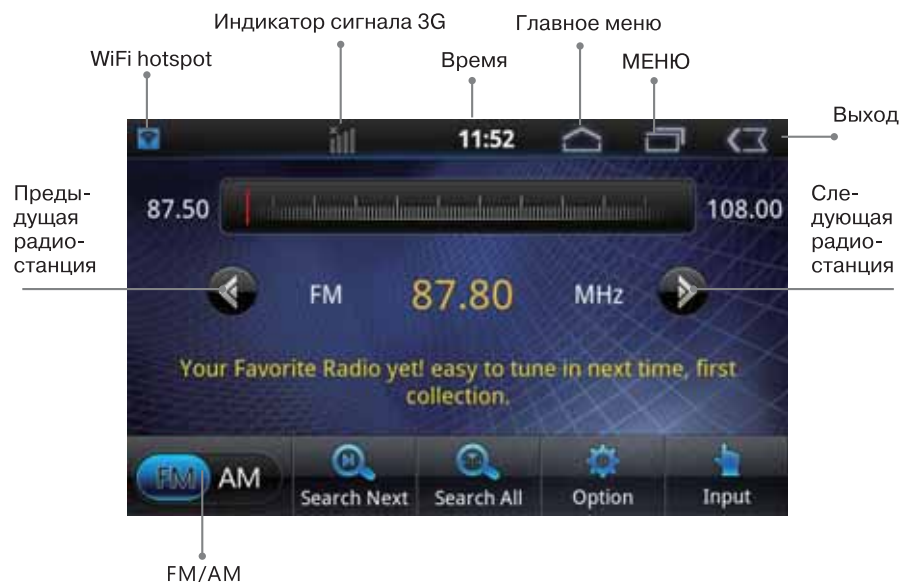 Индикатор сигнала 3G
Главное меню
WiFi hotspot
Время
МЕНЮ
Выход
11:52
Преды-
дущая
радио-
станция
87.50
108.00
Сле-
дующая
радио-
станция
FM 87.80 MHz
Your Favorite Radio yet! easy to tune in next time, first
collection.
FM AM
Search Next
Search All
Option
Input
FM/AM